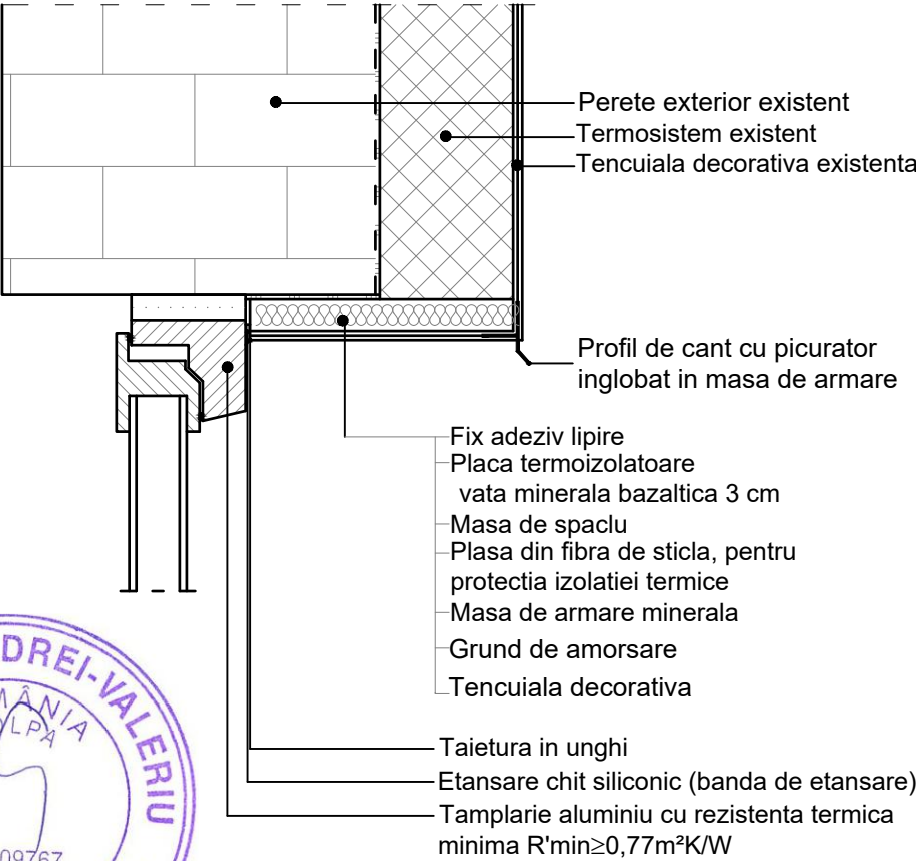 Perete exterior existent
Termosistem existent
Tencuiala decorativa existenta
Profil de cant cu picurator
inglobat in masa de armare
Fix adeziv lipire
Placa termoizolatoare
vata minerala bazaltica 3 cm
Masa de spaclu
Plasa din fibra de sticla, pentru
protectia izolatiei termice
Masa de armare minerala
Grund de amorsare
Tencuiala decorativa
Taietura in unghi
Etansare chit siliconic (banda de etansare)
Tamplarie aluminiu cu rezistenta termica
minima R'min≥0,77m²K/W
DREI-VALERIU